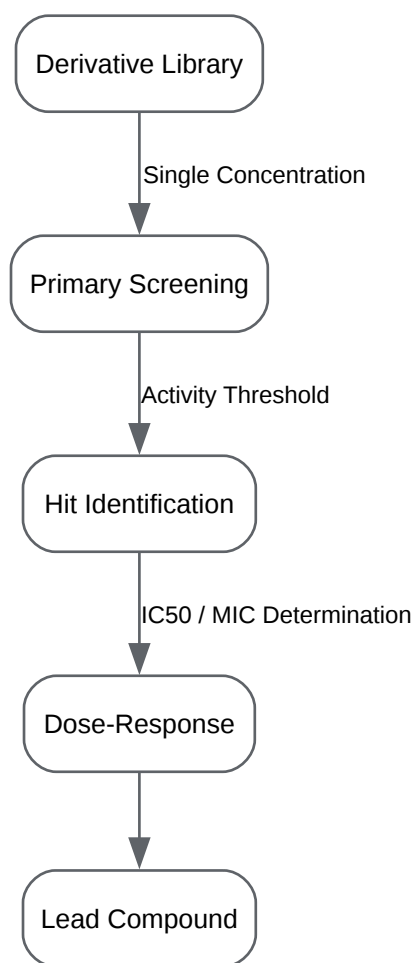 Derivative Library
Single Concentration
Primary Screening
Activity Threshold
Hit Identification
IC50 / MIC Determination
Dose-Response
Lead Compound